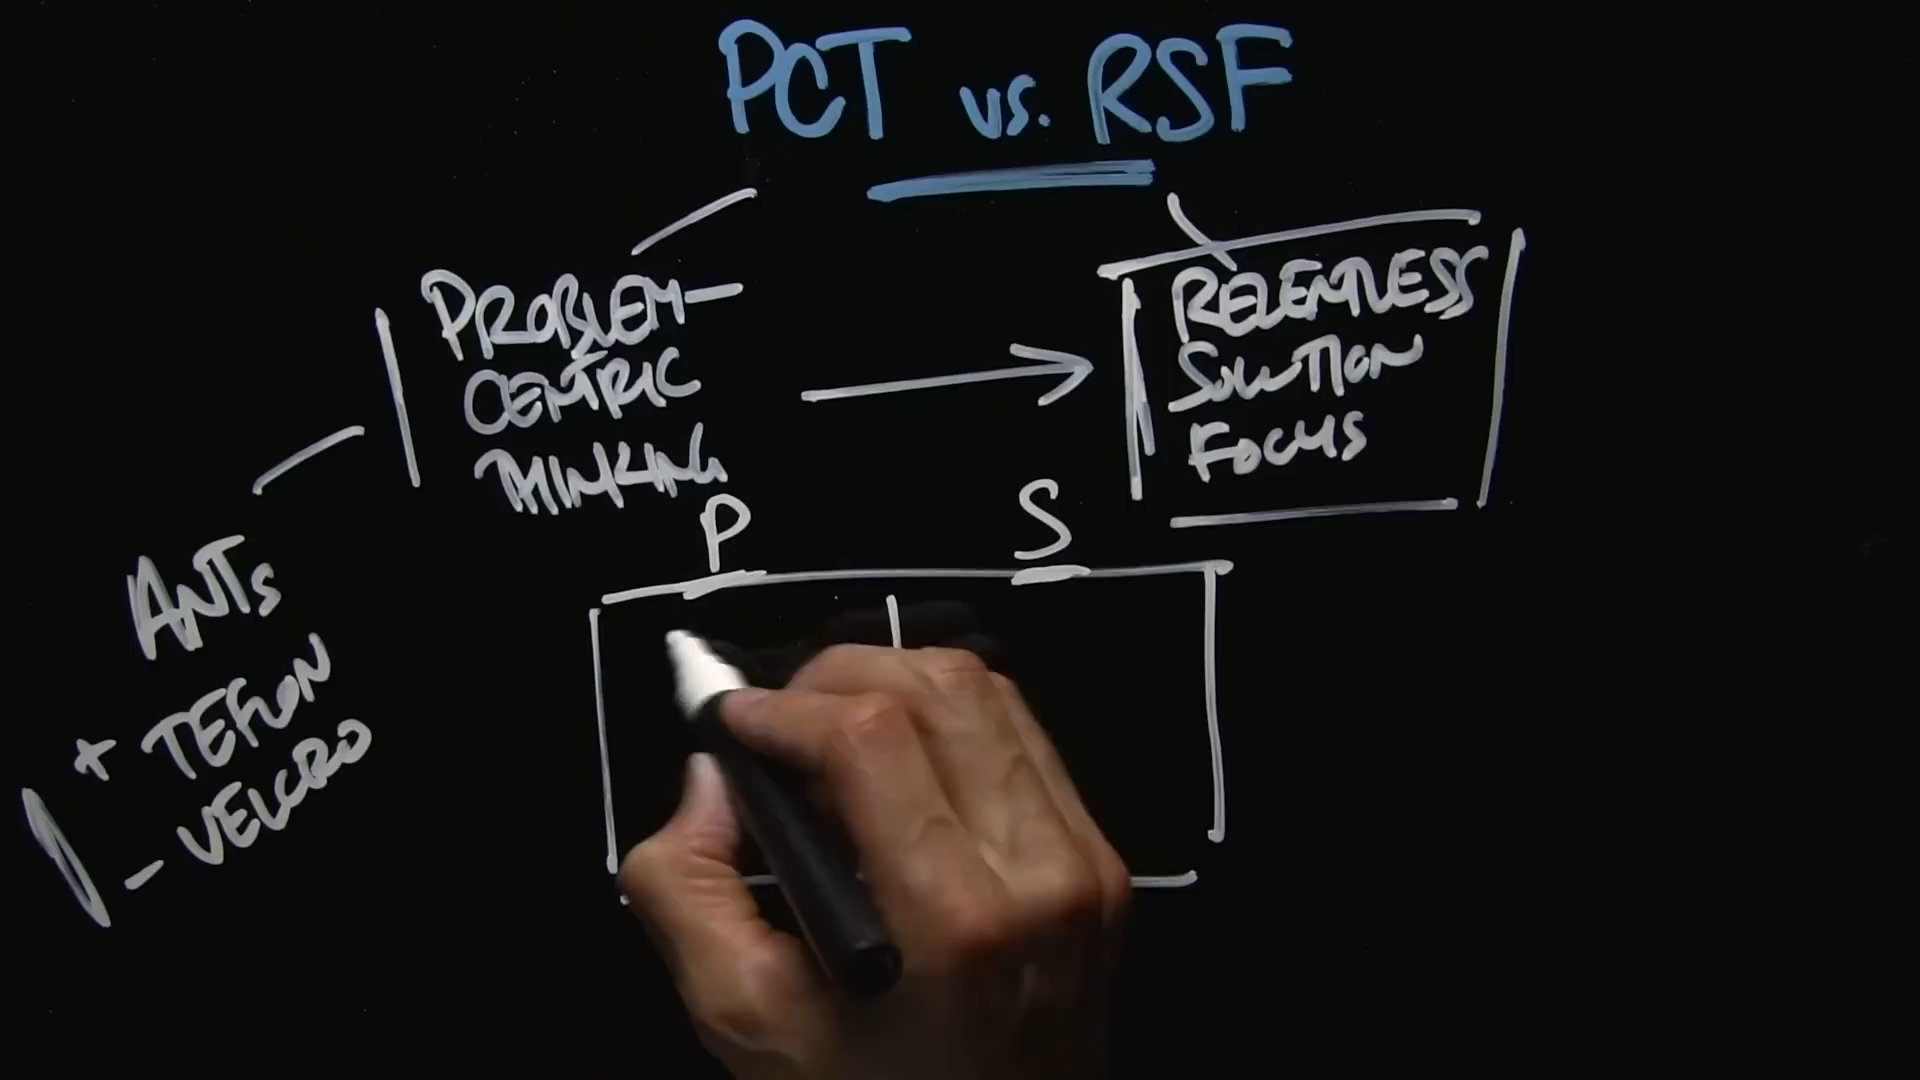 PCT vs. RSF
PROBLEM-
CENTRIC
THINKING
RELENTLESS
SOLUTION
FOCUS
P
S
ANTs
+ TEFLON
- VELCRO